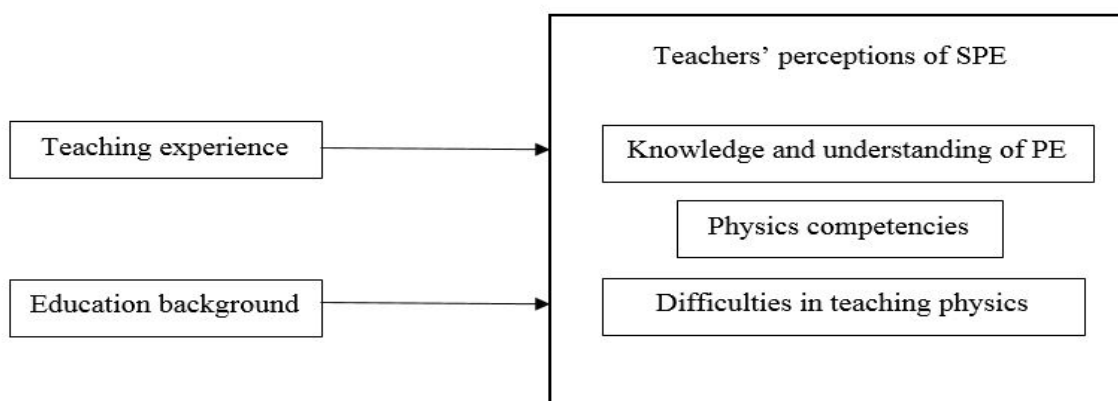 Teachers’ perceptions of SPE
Teaching experience
Knowledge and understanding of PE
Physics competencies
Education background
Difficulties in teaching physics